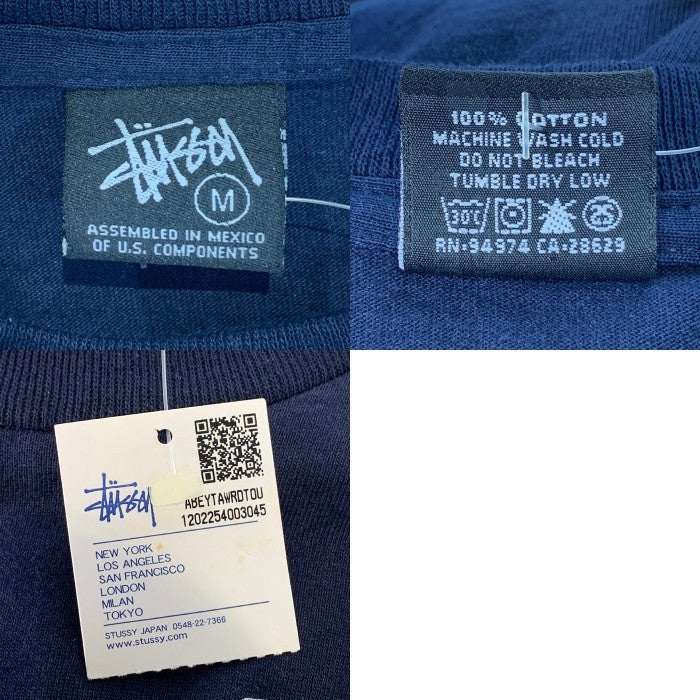 STÜSSY
M
ASSEMBLED IN MEXICO
OF U.S. COMPONENTS
100% COTTON
MACHINE WASH COLD
DO NOT BLEACH
TUMBLE DRY LOW
30C
RN:94974 CA-28629
STÜSSY
ABEYTAWRDTOU
1202254003045
NEW YORK
LOS ANGELES
SAN FRANCISCO
LONDON
MILAN
TOKYO
STUSSY JAPAN 0548-22-7366
www.stussy.com